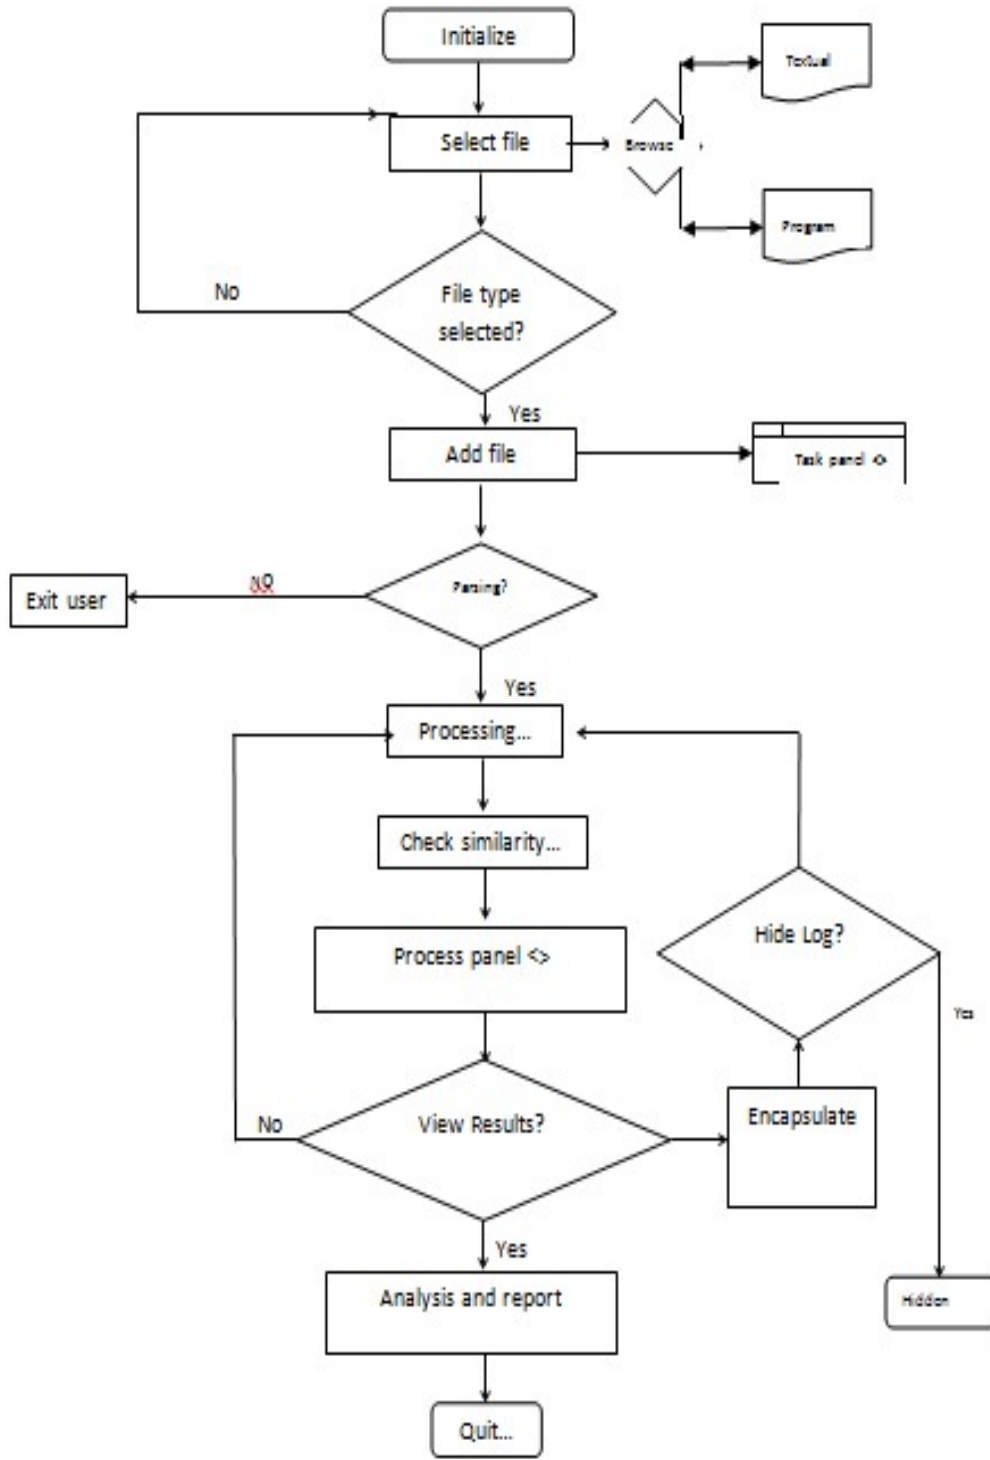 Initialize
Textual
Select file
Browse
Program
No
File type
selected?
Yes
Add file
Task panel <>
Parsing?
NO
Exit user
Yes
Processing...
Check similarity...
Hide Log?
Process panel <>
Yes
View Results?
No
Encapsulate
Yes
Analysis and report
Hidden
Quit...